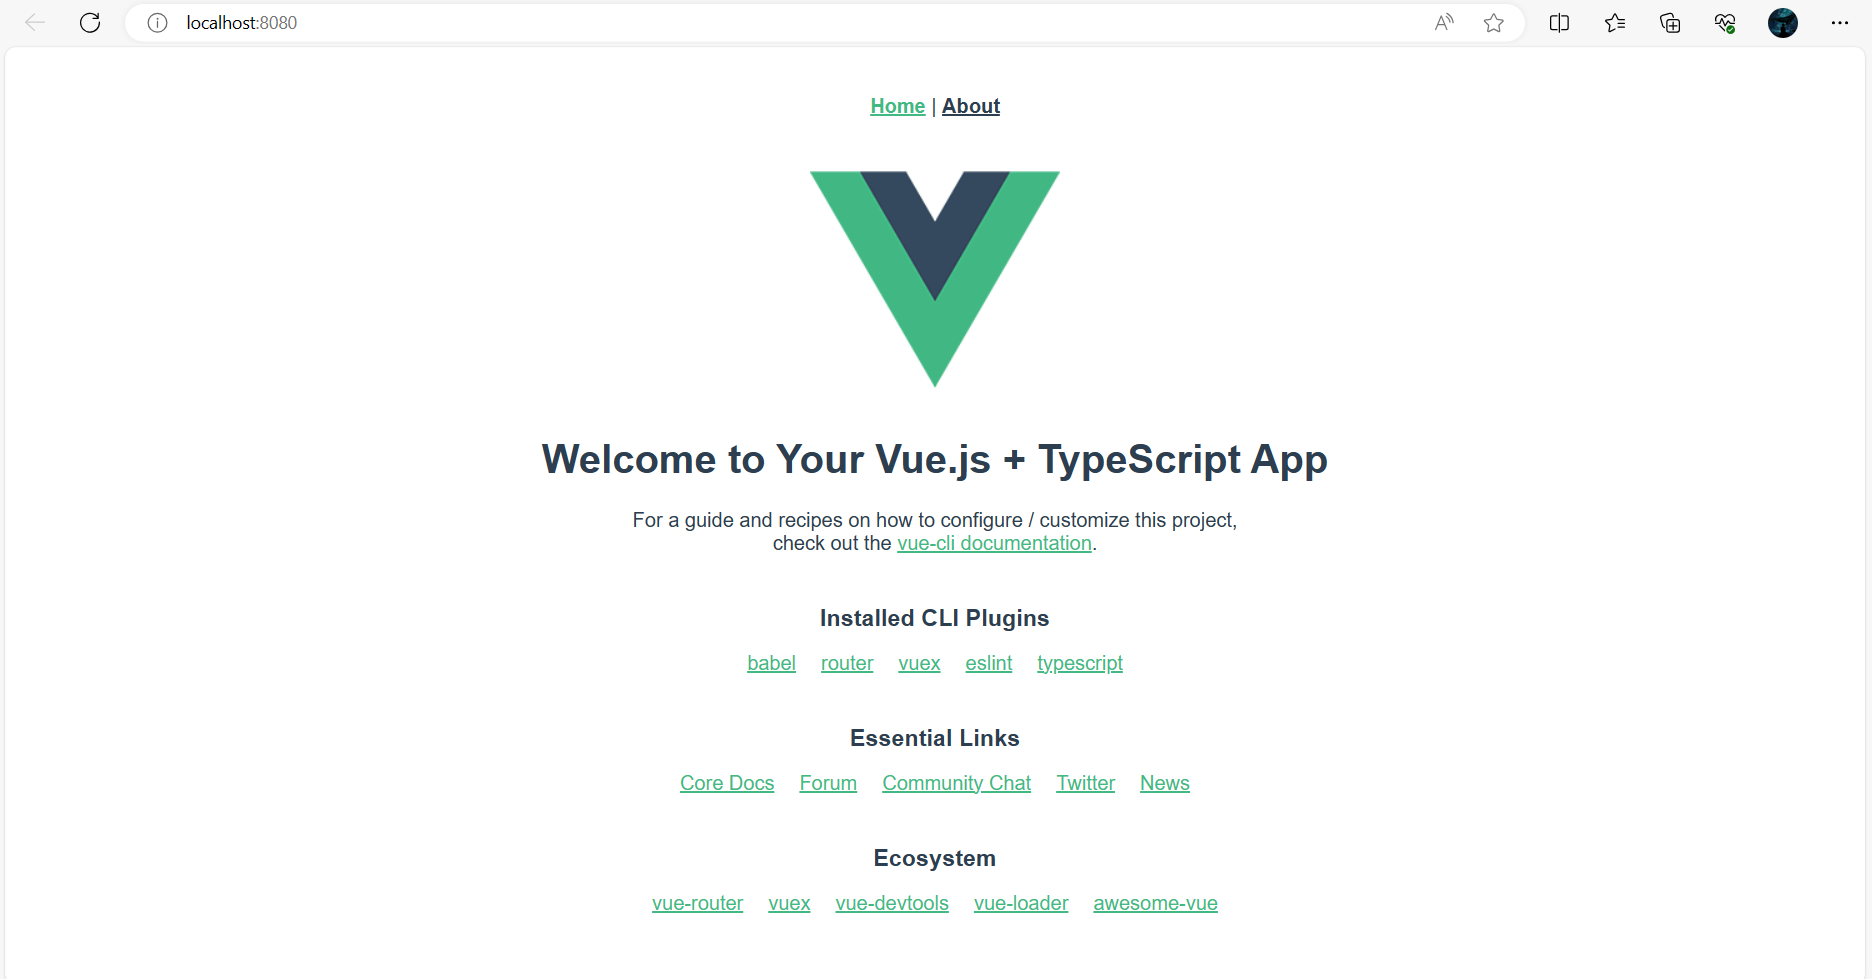 localhost:8080
Home | About
Welcome to Your Vue.js + TypeScript App
For a guide and recipes on how to configure / customize this project,
check out the vue-cli documentation.
Installed CLI Plugins
babel router vuex eslint typescript
Essential Links
Core Docs Forum Community Chat Twitter News
Ecosystem
vue-router vuex vue-devtools vue-loader awesome-vue